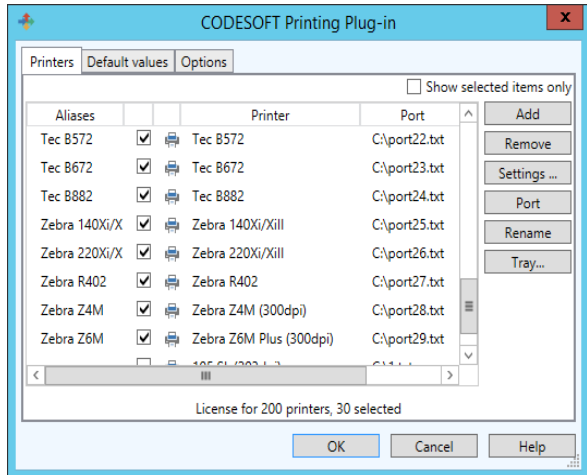 CODESOFT Printing Plug-in x
Printers Default values Options
Show selected items only
Aliases Printer Port
Add
Tec B572 Tec B572 C:\port22.txt
Remove
Tec B672 Tec B672 C:\port23.txt
Settings ...
Tec B882 Tec B882 C:\port24.txt
Port
Zebra 140Xi/X Zebra 140Xi/XiII C:\port25.txt
Rename
Zebra 220Xi/X Zebra 220Xi/XiII C:\port26.txt
Tray...
Zebra R402 Zebra R402 C:\port27.txt
Zebra Z4M Zebra Z4M (300dpi) C:\port28.txt
Zebra Z6M Zebra Z6M Plus (300dpi) C:\port29.txt
License for 200 printers, 30 selected
OK Cancel Help